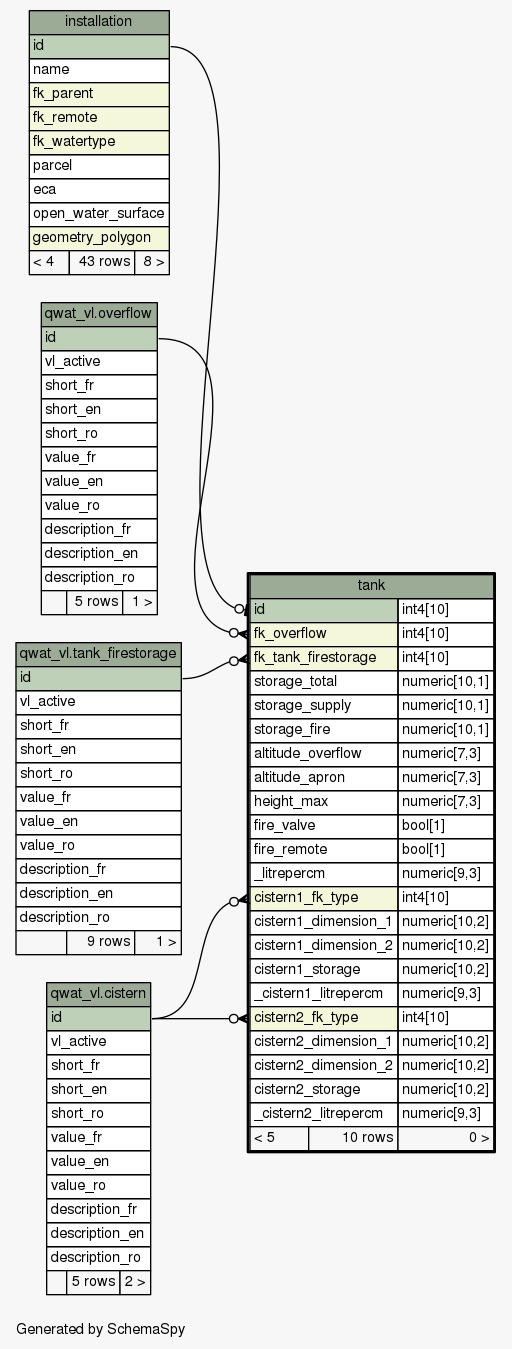 installation
id
name
fk_parent
fk_remote
fk_watertype
parcel
eca
open_water_surface
geometry_polygon
< 4 43 rows 8 >
qwat_vl.overflow
id
vl_active
short_fr
short_en
short_ro
value_fr
value_en
value_ro
description_fr
description_en
description_ro
5 rows 1 >
qwat_vl.tank_firestorage
id
vl_active
short_fr
short_en
short_ro
value_fr
value_en
value_ro
description_fr
description_en
description_ro
9 rows 1 >
qwat_vl.cistern
id
vl_active
short_fr
short_en
short_ro
value_fr
value_en
value_ro
description_fr
description_en
description_ro
5 rows 2 >
tank
id int4[10]
fk_overflow int4[10]
fk_tank_firestorage int4[10]
storage_total numeric[10,1]
storage_supply numeric[10,1]
storage_fire numeric[10,1]
altitude_overflow numeric[7,3]
altitude_apron numeric[7,3]
height_max numeric[7,3]
fire_valve bool[1]
fire_remote bool[1]
_litrepercm numeric[9,3]
cistern1_fk_type int4[10]
cistern1_dimension_1 numeric[10,2]
cistern1_dimension_2 numeric[10,2]
cistern1_storage numeric[10,2]
_cistern1_litrepercm numeric[9,3]
cistern2_fk_type int4[10]
cistern2_dimension_1 numeric[10,2]
cistern2_dimension_2 numeric[10,2]
cistern2_storage numeric[10,2]
_cistern2_litrepercm numeric[9,3]
< 5 10 rows 0 >
Generated by SchemaSpy